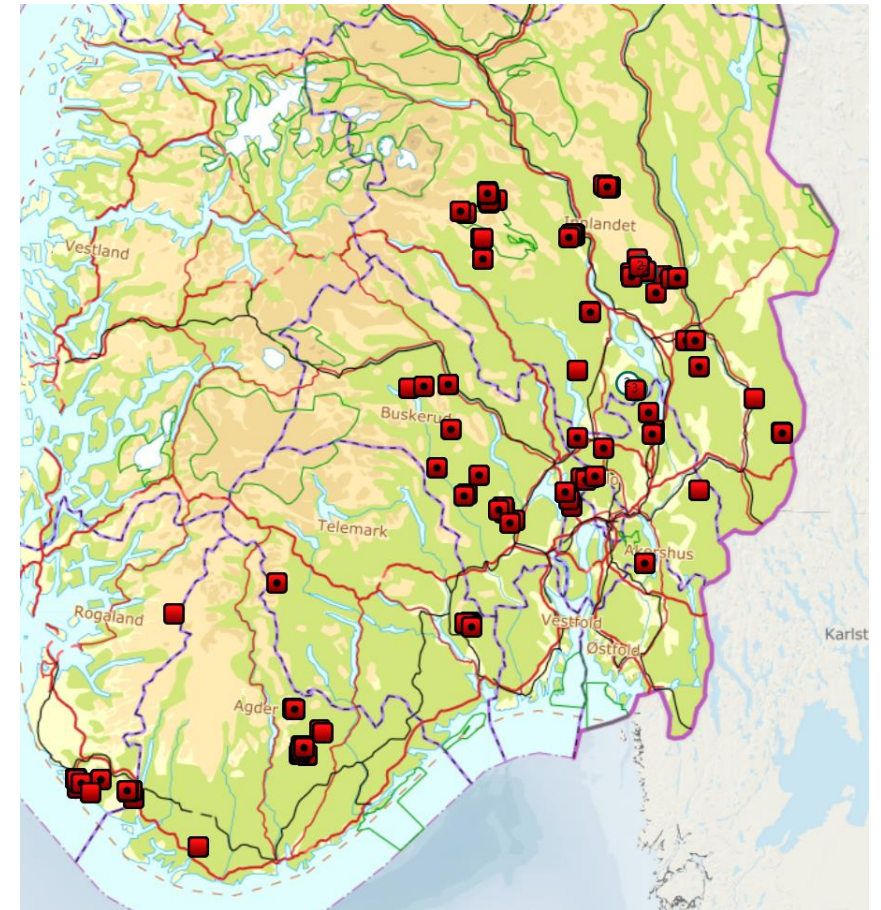 Innlandet
Vestland
Buskerud
Telemark
Akershus
Rogaland
Vestfold
Østfold
Karlst
Agder